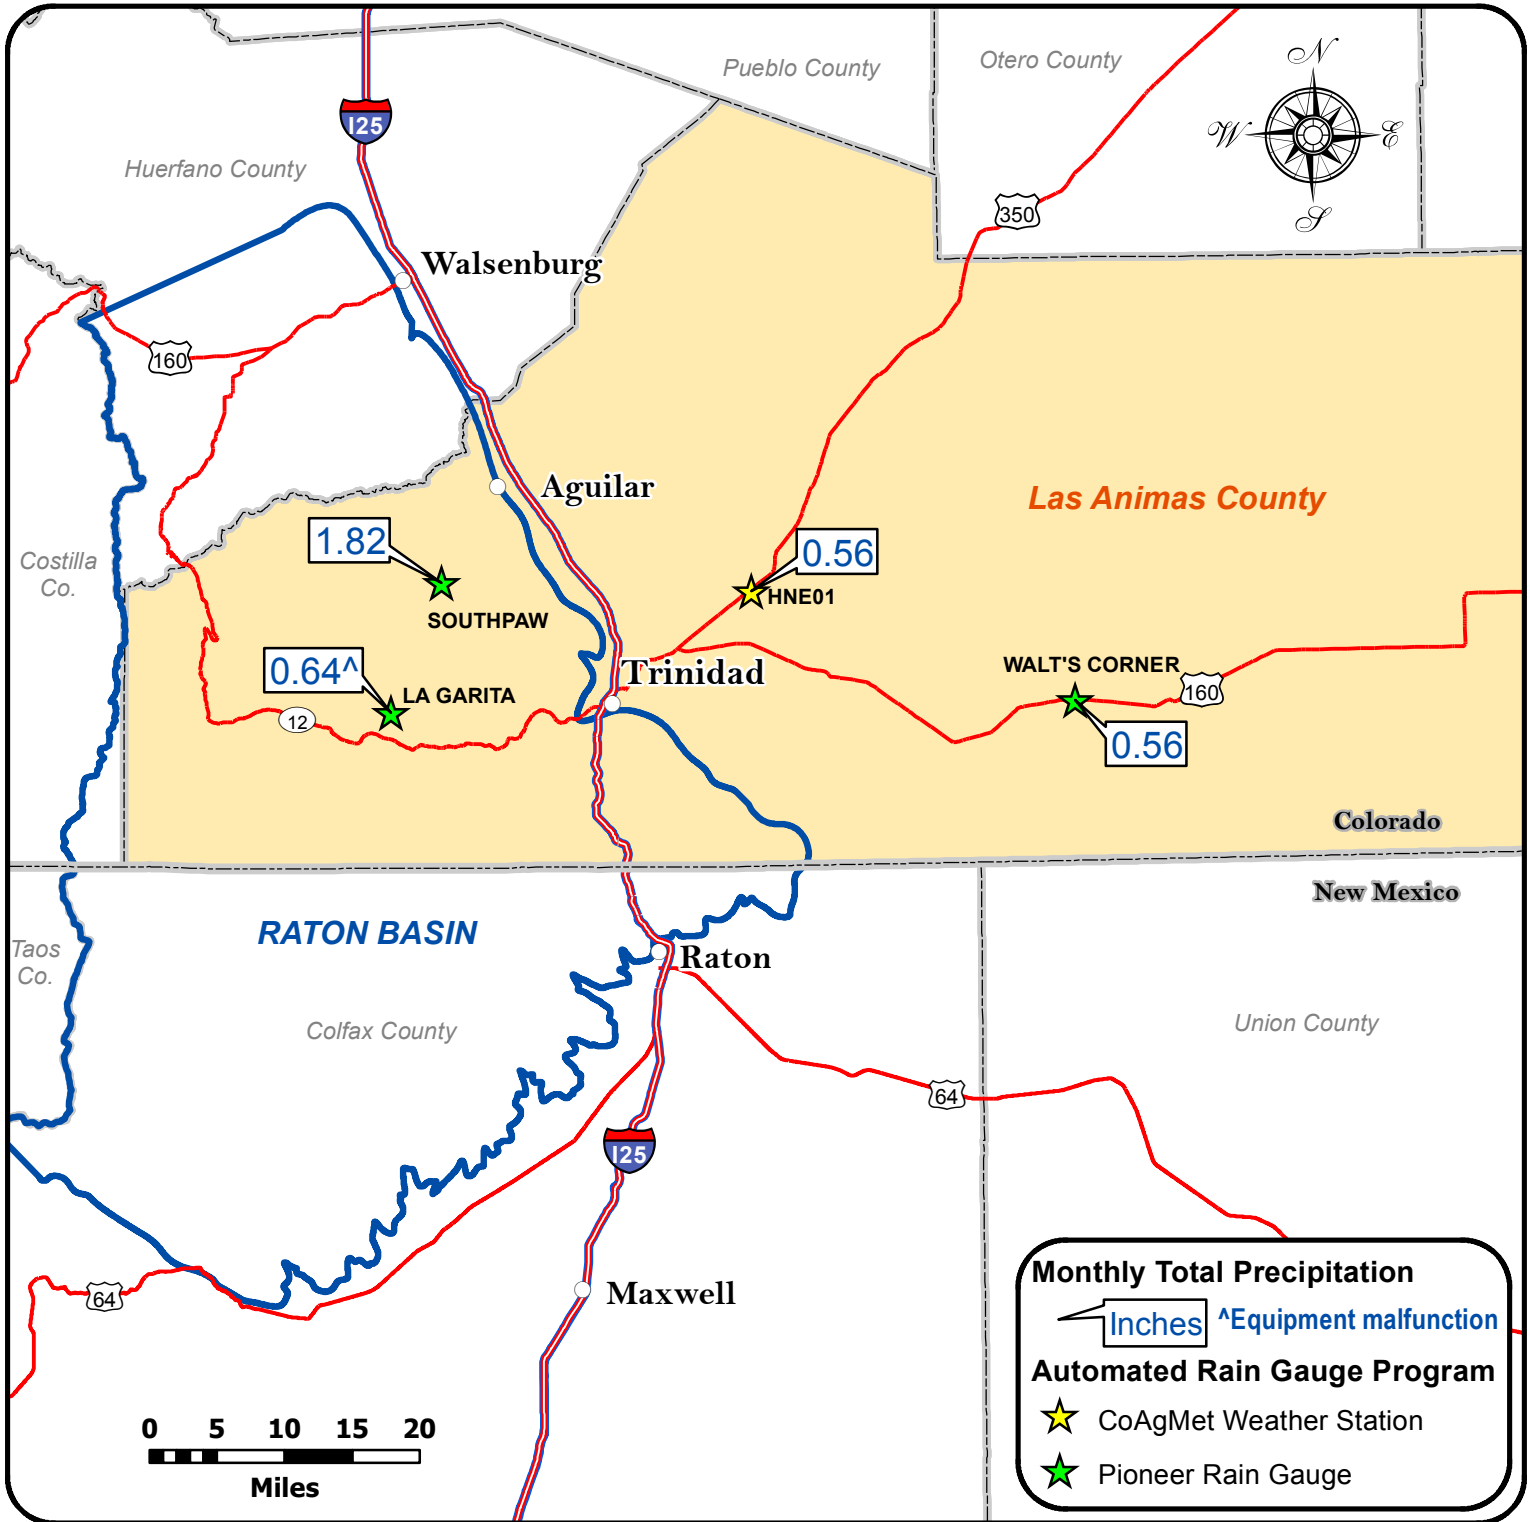 Pueblo County
Otero County
N
W
E
S
I25
Huerfano County
350
Walsenburg
160
Aguilar
Las Animas County
1.82
0.56
Costilla
Co.
HNE01
SOUTHPAW
0.64^
LA GARITA
Trinidad
WALT'S CORNER
160
12
0.56
Colorado
New Mexico
RATON BASIN
Taos
Co.
Raton
Colfax County
Union County
64
I25
64
Maxwell
Monthly Total Precipitation
Inches ^Equipment malfunction
Automated Rain Gauge Program
CoAgMet Weather Station
Pioneer Rain Gauge
0 5 10 15 20
Miles